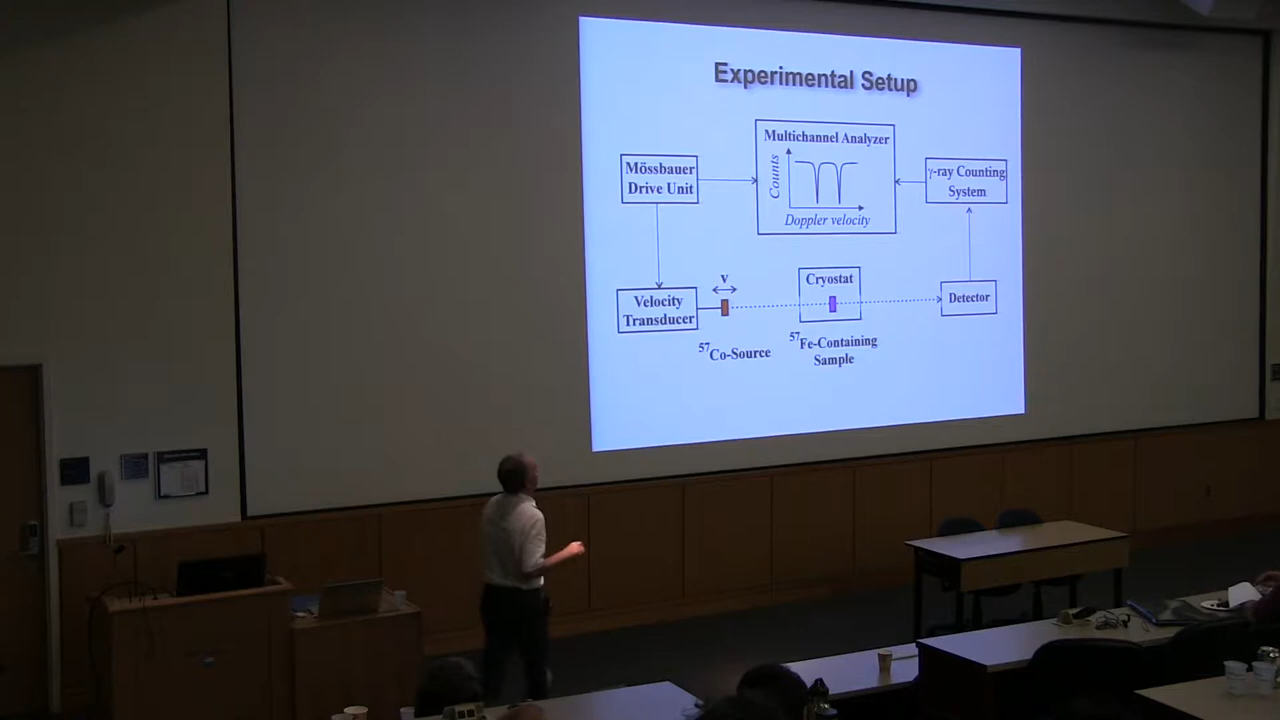 Experimental Setup
Multichannel Analyzer
Counts
Doppler velocity
Mössbauer
Drive Unit
γ-ray Counting
System
Velocity
Transducer
v
Cryostat
Detector
⁵⁷Co-Source
⁵⁷Fe-Containing
Sample